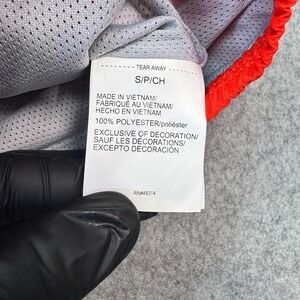 TEAR AWAY
S/P/CH
MADE IN VIETNAM/
FABRIQUÉ AU VIETNAM/
HECHO EN VIETNAM
100% POLYESTER/poliéster
EXCLUSIVE OF DECORATION/
SAUF LES DÉCORATIONS/
EXCEPTO DECORACIÓN
RN#49314